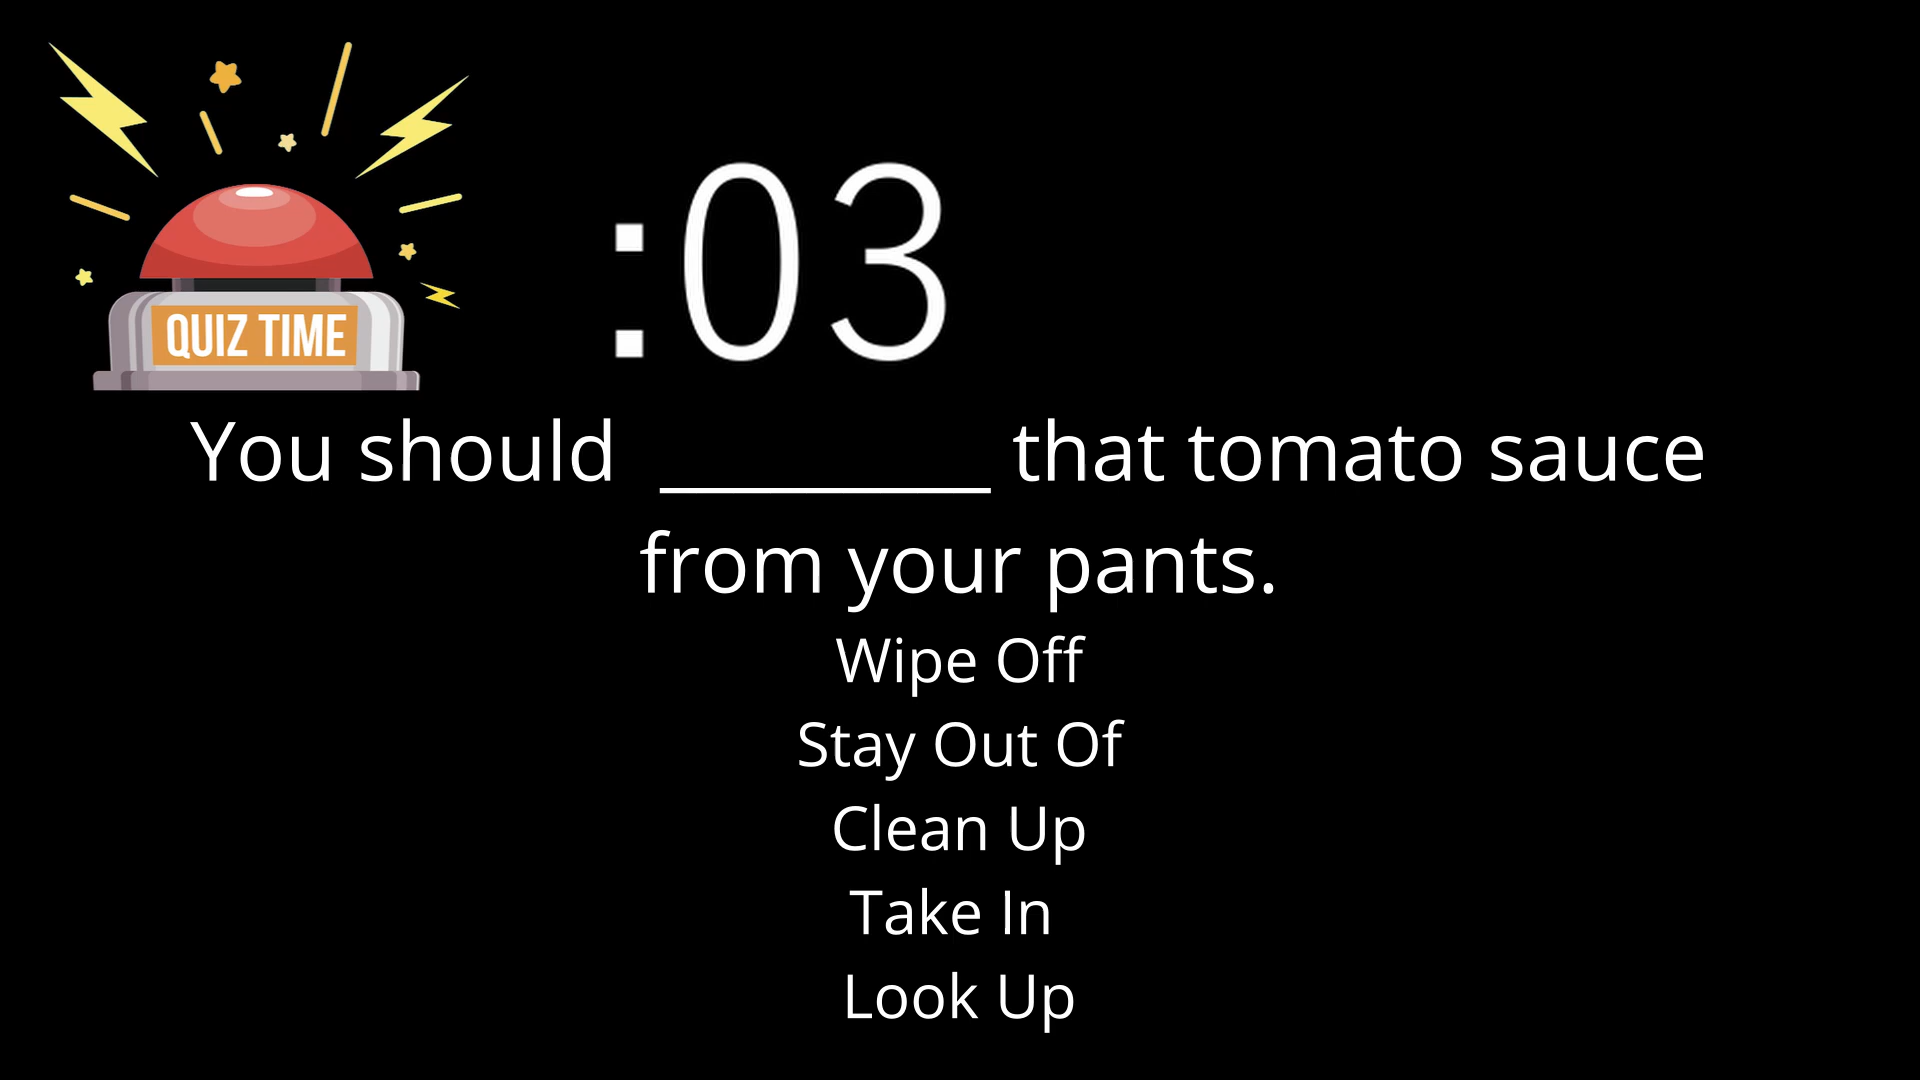 QUIZ TIME
:03
You should _________ that tomato sauce
from your pants.
Wipe Off
Stay Out Of
Clean Up
Take In
Look Up